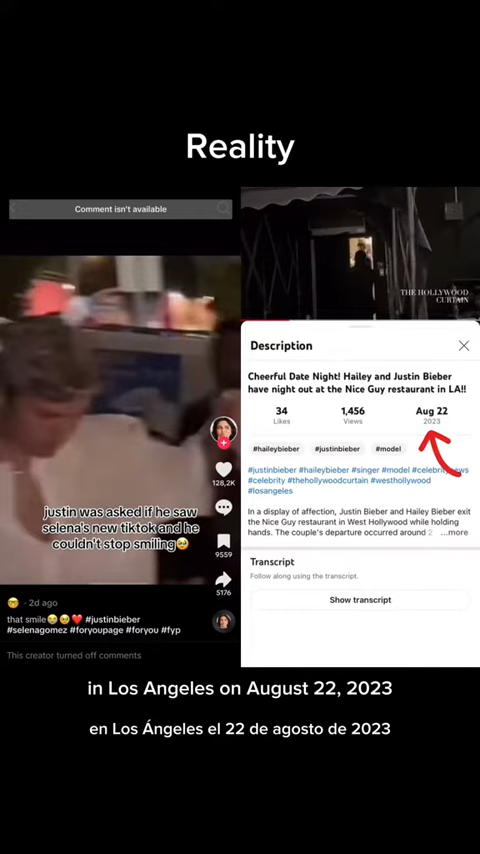 Reality
Comment isn't available
justin was asked if he saw
selena's new tiktok and he
couldn't stop smiling🥹
128,2K
9559
5176
🤓 · 2d ago
that smile😭🥹❤️ #justinbieber
#selenagomez #foryoupage #foryou #fyp
This creator turned off comments
THE HOLLYWOOD
CURTAIN
Description
Cheerful Date Night! Hailey and Justin Bieber
have night out at the Nice Guy restaurant in LA!!
34 1,456 Aug 22
Likes Views 2023
#haileybieber #justinbieber #model
#justinbieber #haileybieber #singer #model #celebritynews
#celebrity #thehollywoodcurtain #westhollywood
#losangeles
In a display of affection, Justin Bieber and Hailey Bieber exit
the Nice Guy restaurant in West Hollywood while holding
hands. The couple's departure occurred around 2 ...more
Transcript
Follow along using the transcript.
Show transcript
in Los Angeles on August 22, 2023
en Los Ángeles el 22 de agosto de 2023